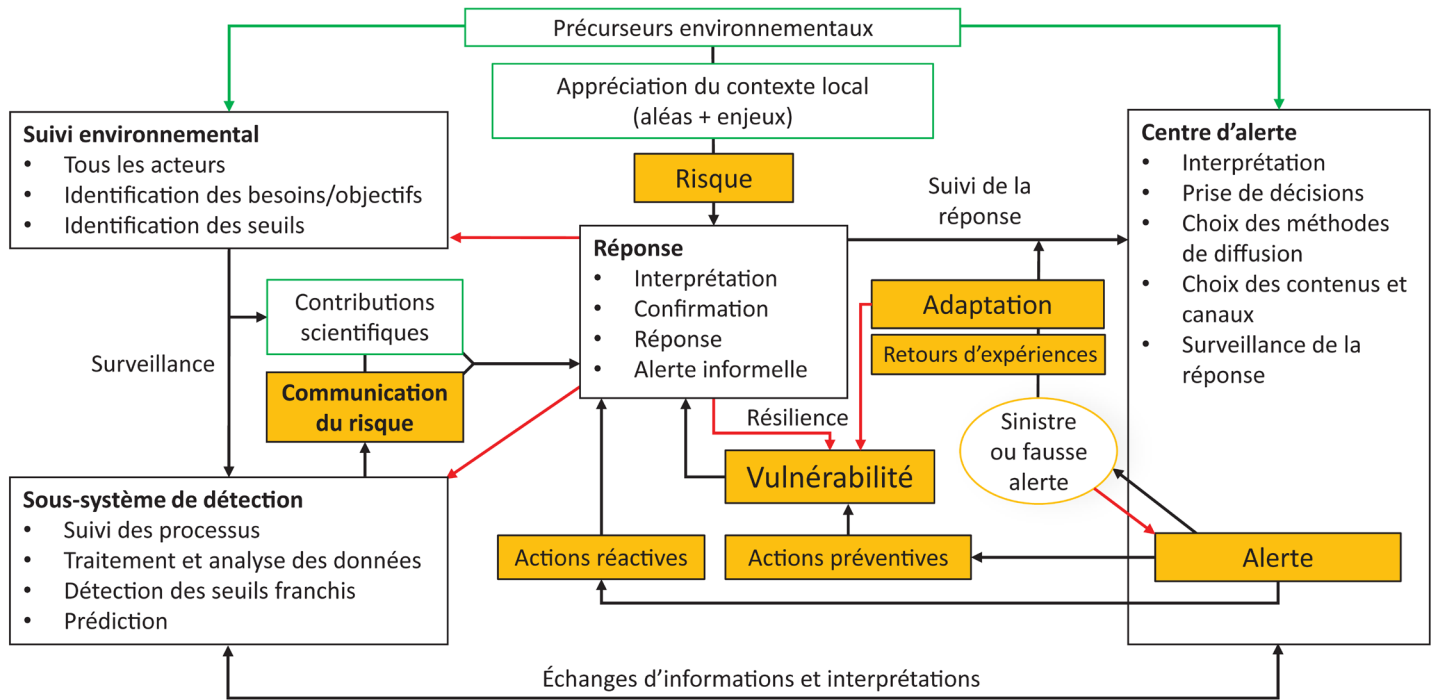 Précurseurs environnementaux
Appréciation du contexte local
(aléas + enjeux)
Risque
Suivi environnemental
• Tous les acteurs
• Identification des besoins/objectifs
• Identification des seuils
Centre d’alerte
• Interprétation
• Prise de décisions
• Choix des méthodes
de diffusion
• Choix des contenus et
canaux
• Surveillance de la
réponse
Suivi de la
réponse
Réponse
• Interprétation
• Confirmation
• Réponse
• Alerte informelle
Contributions
scientifiques
Surveillance
Communication
du risque
Adaptation
Retours d’expériences
Résilience
Sinistre
ou fausse
alerte
Vulnérabilité
Sous-système de détection
• Suivi des processus
• Traitement et analyse des données
• Détection des seuils franchis
• Prédiction
Actions réactives
Actions préventives
Alerte
Échanges d’informations et interprétations